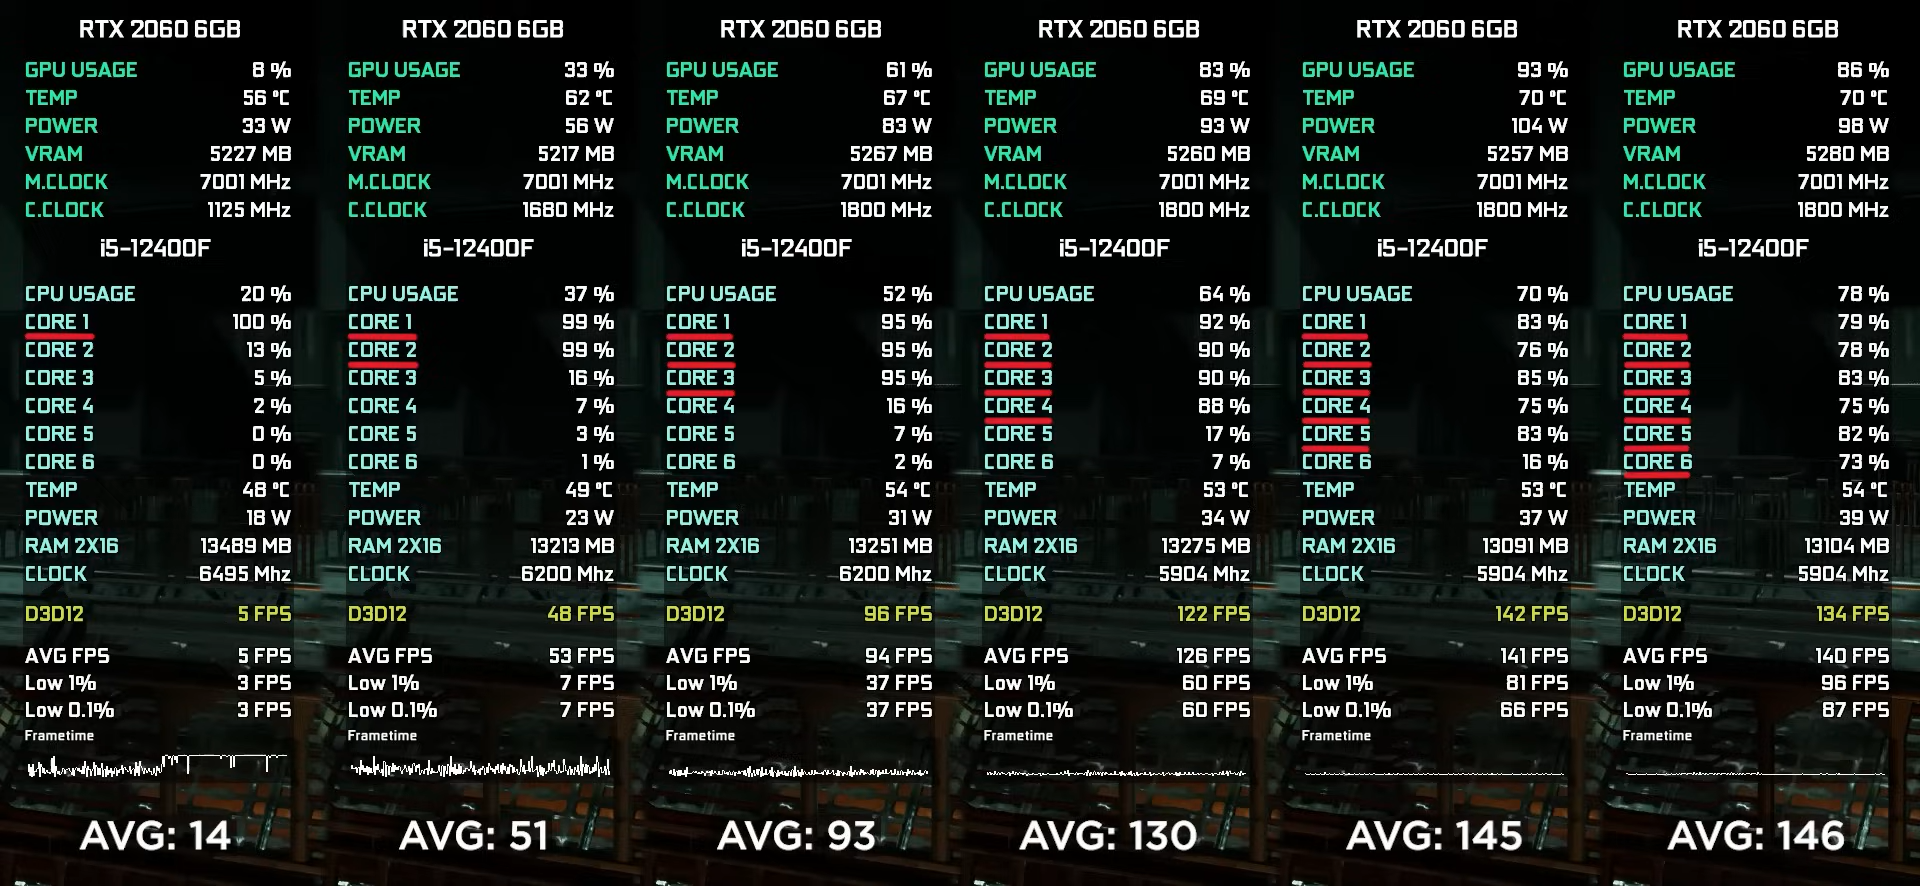 RTX 2060 6GB
GPU USAGE 8 %
TEMP 56 °C
POWER 33 W
VRAM 5227 MB
M.CLOCK 7001 MHz
C.CLOCK 1125 MHz
i5-12400F
CPU USAGE 20 %
CORE 1 100 %
CORE 2 13 %
CORE 3 5 %
CORE 4 2 %
CORE 5 0 %
CORE 6 0 %
TEMP 48 °C
POWER 18 W
RAM 2X16 13489 MB
CLOCK 6495 Mhz
D3D12 5 FPS
AVG FPS 5 FPS
Low 1% 3 FPS
Low 0.1% 3 FPS
Frametime
AVG: 14
RTX 2060 6GB
GPU USAGE 33 %
TEMP 62 °C
POWER 56 W
VRAM 5217 MB
M.CLOCK 7001 MHz
C.CLOCK 1680 MHz
i5-12400F
CPU USAGE 37 %
CORE 1 99 %
CORE 2 99 %
CORE 3 16 %
CORE 4 7 %
CORE 5 3 %
CORE 6 1 %
TEMP 49 °C
POWER 23 W
RAM 2X16 13213 MB
CLOCK 6200 Mhz
D3D12 48 FPS
AVG FPS 53 FPS
Low 1% 7 FPS
Low 0.1% 7 FPS
Frametime
AVG: 51
RTX 2060 6GB
GPU USAGE 61 %
TEMP 67 °C
POWER 83 W
VRAM 5267 MB
M.CLOCK 7001 MHz
C.CLOCK 1800 MHz
i5-12400F
CPU USAGE 52 %
CORE 1 95 %
CORE 2 95 %
CORE 3 95 %
CORE 4 16 %
CORE 5 7 %
CORE 6 2 %
TEMP 54 °C
POWER 31 W
RAM 2X16 13251 MB
CLOCK 6200 Mhz
D3D12 96 FPS
AVG FPS 94 FPS
Low 1% 37 FPS
Low 0.1% 37 FPS
Frametime
AVG: 93
RTX 2060 6GB
GPU USAGE 83 %
TEMP 69 °C
POWER 93 W
VRAM 5260 MB
M.CLOCK 7001 MHz
C.CLOCK 1800 MHz
i5-12400F
CPU USAGE 64 %
CORE 1 92 %
CORE 2 90 %
CORE 3 90 %
CORE 4 88 %
CORE 5 17 %
CORE 6 7 %
TEMP 53 °C
POWER 34 W
RAM 2X16 13275 MB
CLOCK 5904 Mhz
D3D12 122 FPS
AVG FPS 126 FPS
Low 1% 60 FPS
Low 0.1% 60 FPS
Frametime
AVG: 130
RTX 2060 6GB
GPU USAGE 93 %
TEMP 70 °C
POWER 104 W
VRAM 5257 MB
M.CLOCK 7001 MHz
C.CLOCK 1800 MHz
i5-12400F
CPU USAGE 70 %
CORE 1 83 %
CORE 2 76 %
CORE 3 85 %
CORE 4 75 %
CORE 5 83 %
CORE 6 16 %
TEMP 53 °C
POWER 37 W
RAM 2X16 13091 MB
CLOCK 5904 Mhz
D3D12 142 FPS
AVG FPS 141 FPS
Low 1% 81 FPS
Low 0.1% 66 FPS
Frametime
AVG: 145
RTX 2060 6GB
GPU USAGE 86 %
TEMP 70 °C
POWER 98 W
VRAM 5280 MB
M.CLOCK 7001 MHz
C.CLOCK 1800 MHz
i5-12400F
CPU USAGE 78 %
CORE 1 79 %
CORE 2 78 %
CORE 3 83 %
CORE 4 75 %
CORE 5 82 %
CORE 6 73 %
TEMP 54 °C
POWER 39 W
RAM 2X16 13104 MB
CLOCK 5904 Mhz
D3D12 134 FPS
AVG FPS 140 FPS
Low 1% 96 FPS
Low 0.1% 87 FPS
Frametime
AVG: 146